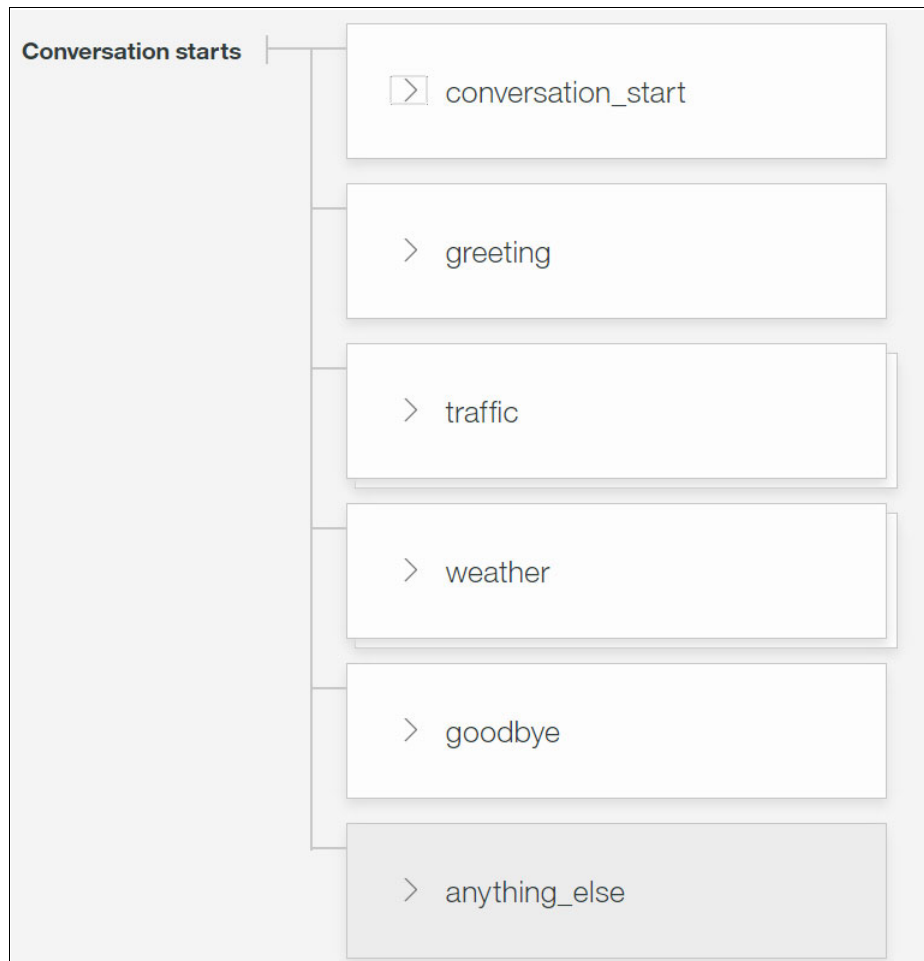 Conversation starts
conversation_start
greeting
traffic
weather
goodbye
anything_else